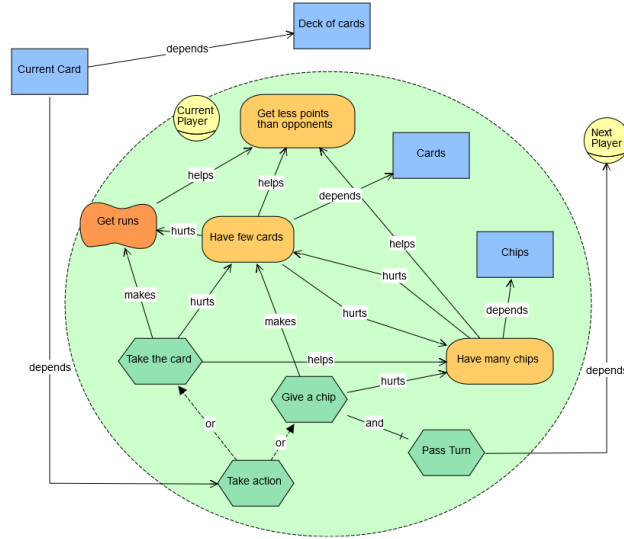 Deck of cards
depends
Current Card
Current
Player
Get less points
than opponents
Next
Player
Cards
helps
helps
depends
Get runs
hurts
Have few cards
helps
Chips
hurts
makes
hurts
makes
hurts
depends
Take the card
helps
Have many chips
depends
depends
Give a chip
hurts
or
and
or
Pass Turn
Take action